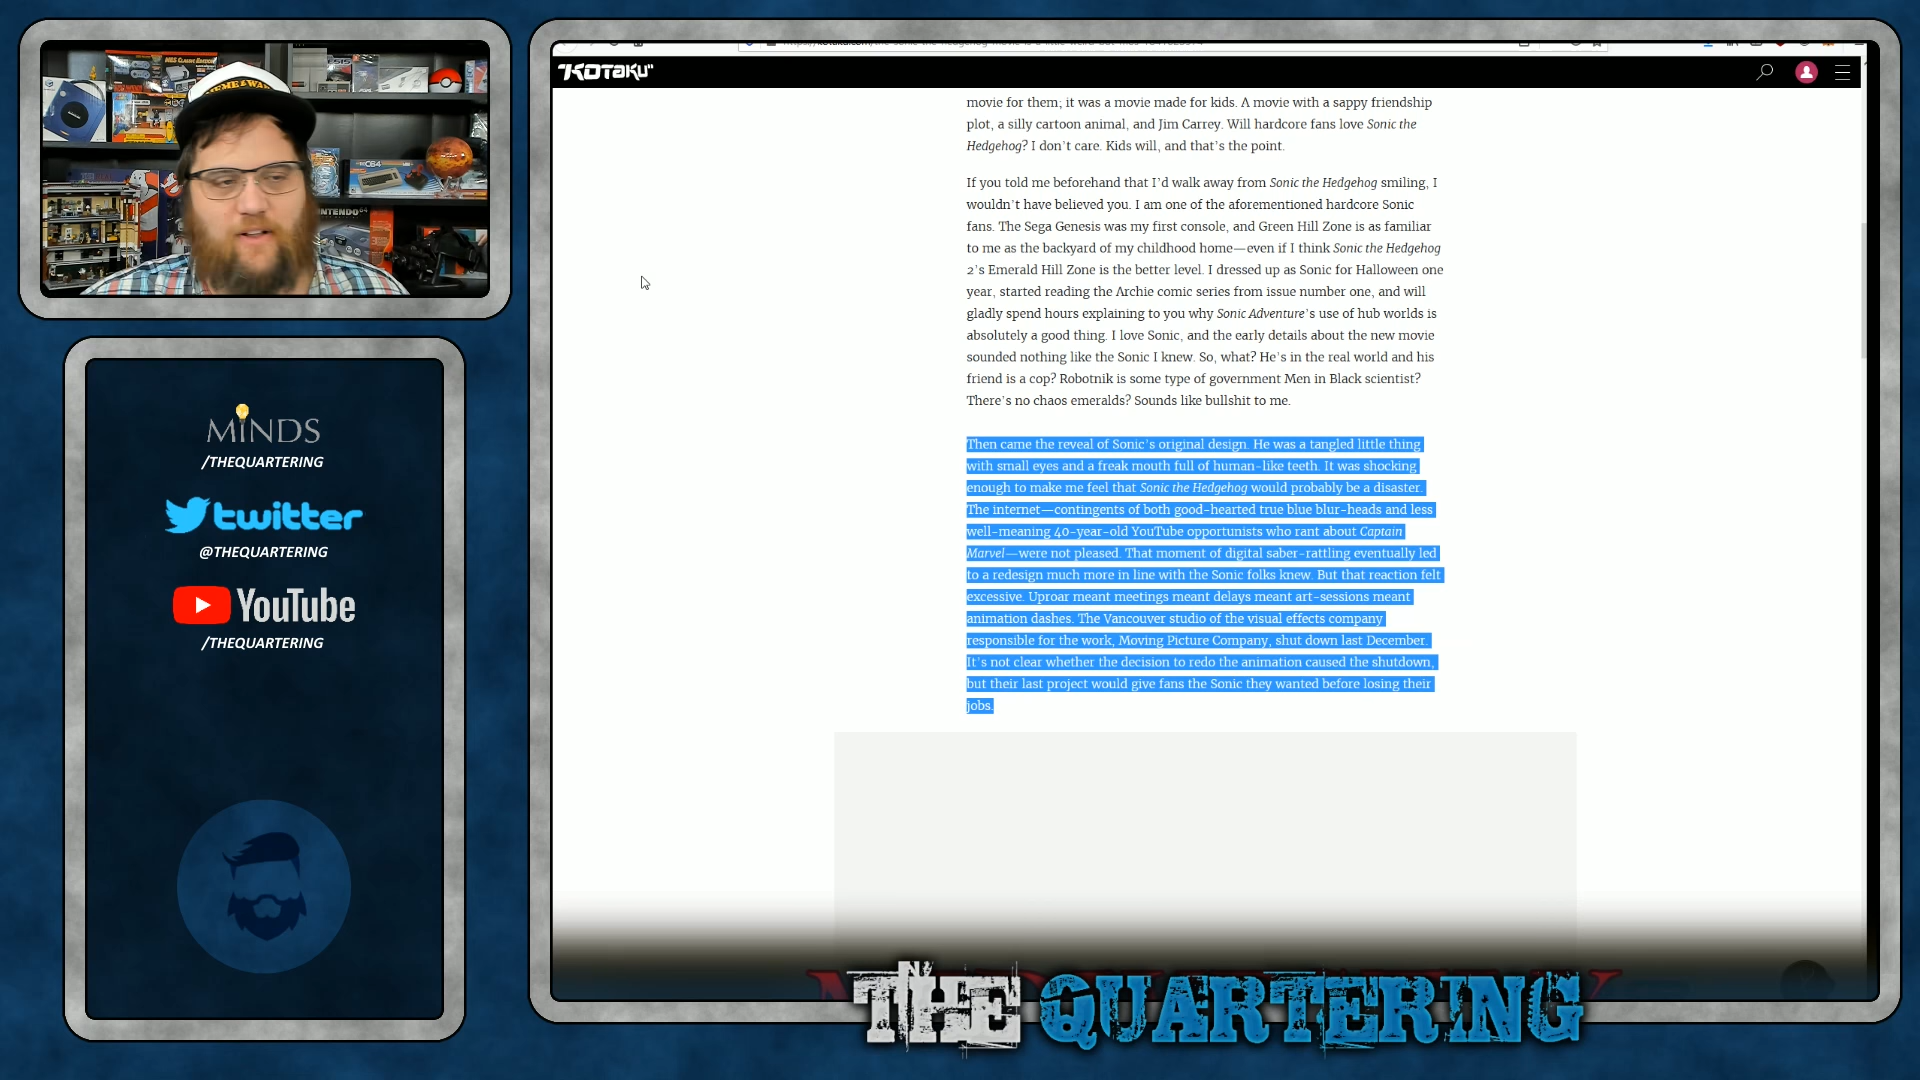 KOTAKU
movie for them; it was a movie made for kids. A movie with a sappy friendship
plot, a silly cartoon animal, and Jim Carrey. Will hardcore fans love Sonic the
Hedgehog? I don't care. Kids will, and that's the point.
If you told me beforehand that I'd walk away from Sonic the Hedgehog smiling, I
wouldn't have believed you. I am one of the aforementioned hardcore Sonic
fans. The Sega Genesis was my first console, and Green Hill Zone is as familiar
to me as the backyard of my childhood home—even if I think Sonic the Hedgehog
2's Emerald Hill Zone is the better level. I dressed up as Sonic for Halloween one
year, started reading the Archie comic series from issue number one, and will
gladly spend hours explaining to you why Sonic Adventure's use of hub worlds is
absolutely a good thing. I love Sonic, and the early details about the new movie
sounded nothing like the Sonic I knew. So, what? He's in the real world and his
friend is a cop? Robotnik is some type of government Men in Black scientist?
There's no chaos emeralds? Sounds like bullshit to me.
Then came the reveal of Sonic's original design. He was a tangled little thing
with small eyes and a freak mouth full of human-like teeth. It was shocking
enough to make me feel that Sonic the Hedgehog would probably be a disaster.
The internet—contingents of both good-hearted true blue blur-heads and less
well-meaning 40-year-old YouTube opportunists who rant about Captain
Marvel—were not pleased. That moment of digital saber-rattling eventually led
to a redesign much more in line with the Sonic folks knew. But that reaction felt
excessive. Uproar meant meetings meant delays meant art-sessions meant
animation dashes. The Vancouver studio of the visual effects company
responsible for the work, Moving Picture Company, shut down last December.
It's not clear whether the decision to redo the animation caused the shutdown,
but their last project would give fans the Sonic they wanted before losing their
jobs.
MINDS
/THEQUARTERING
twitter
@THEQUARTERING
YouTube
/THEQUARTERING
THE QUARTERING